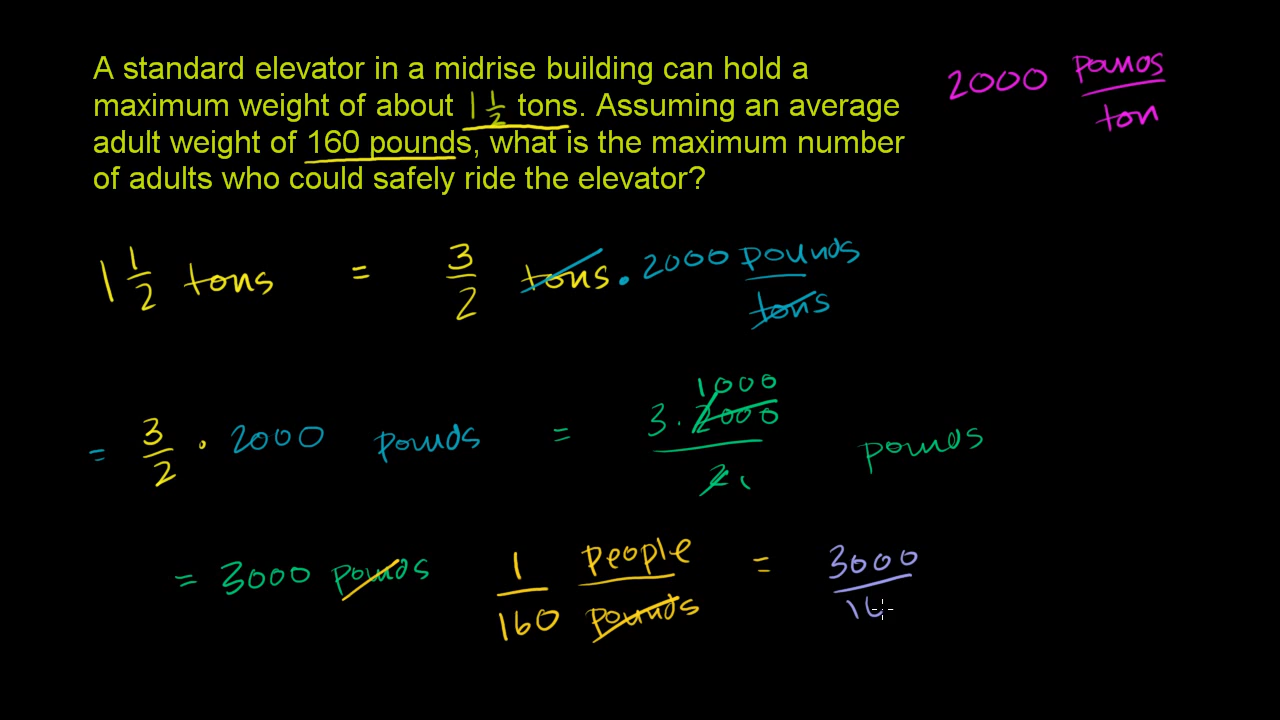 A standard elevator in a midrise building can hold a
maximum weight of about 1 1/2 tons. Assuming an average
adult weight of 160 pounds, what is the maximum number
of adults who could safely ride the elevator?
2000 pounds/ton
1 1/2 tons = 3/2 tons . 2000 pounds/tons
= 3/2 . 2000 pounds = 3 . 2000 1000 / 2 1 pounds
= 3000 pounds 1/160 people/pounds = 3000/16